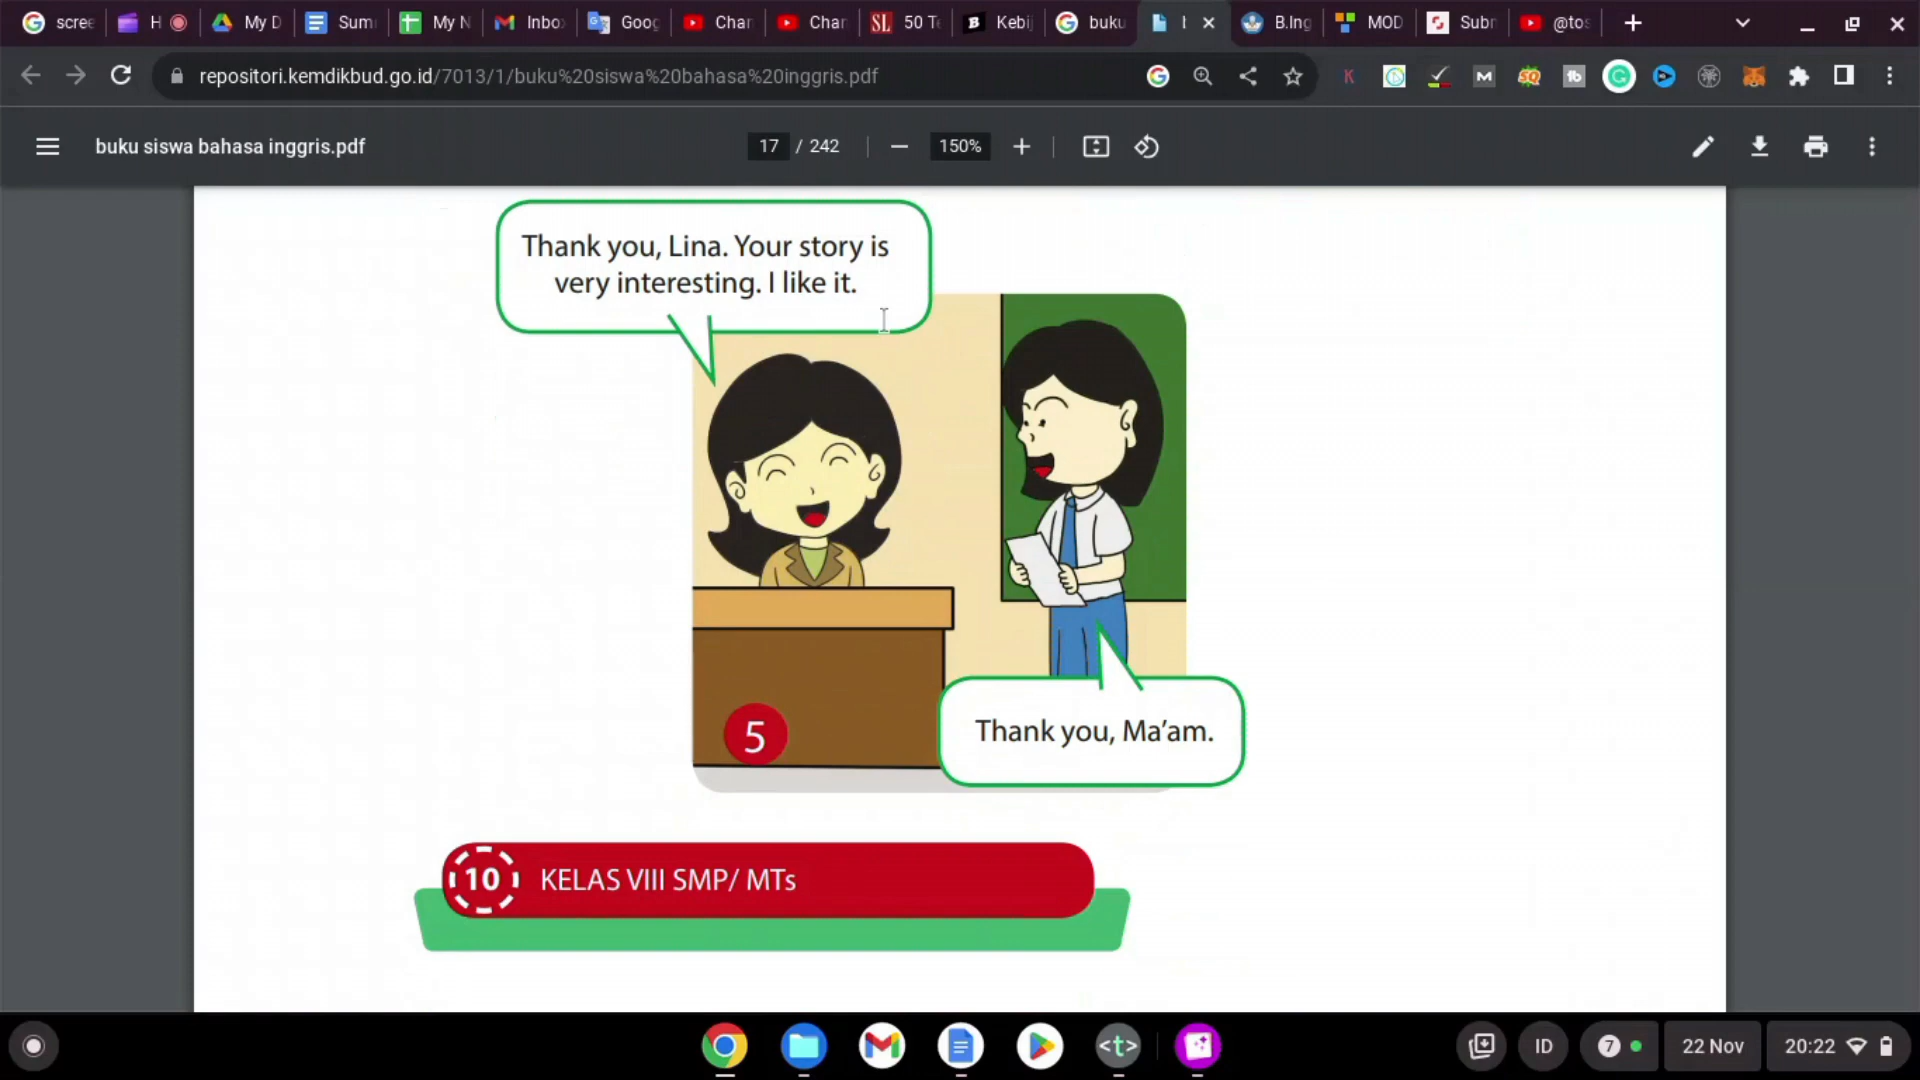 scree
H
My D
Sum
My N
Inbo
Goog
Char
Char
SL
50 Te
B
Kebij
buku
B.Ing
MOD
Subr
@tos
repositori.kemdikbud.go.id/7013/1/buku%20siswa%20bahasa%20inggris.pdf
buku siswa bahasa inggris.pdf
17 / 242
150%
Thank you, Lina. Your story is
very interesting. I like it.
5
Thank you, Ma'am.
10 KELAS VIII SMP/ MTs
<t>
ID
7
22 Nov
20:22